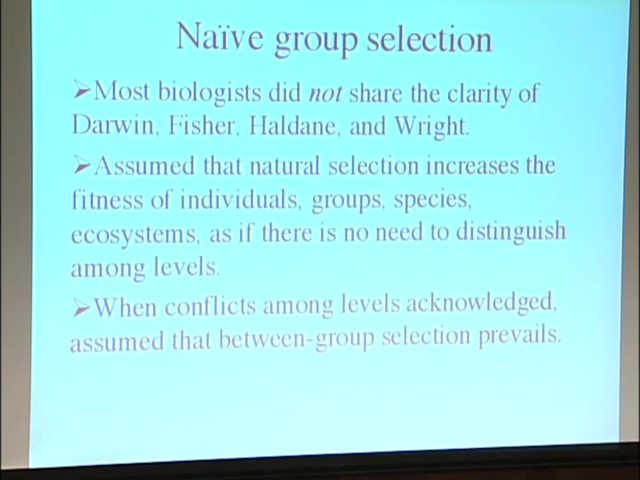 Naïve group selection
➢Most biologists did not share the clarity of
Darwin, Fisher, Haldane, and Wright.
➢Assumed that natural selection increases the
fitness of individuals, groups, species,
ecosystems, as if there is no need to distinguish
among levels.
➢When conflicts among levels acknowledged,
assumed that between-group selection prevails.